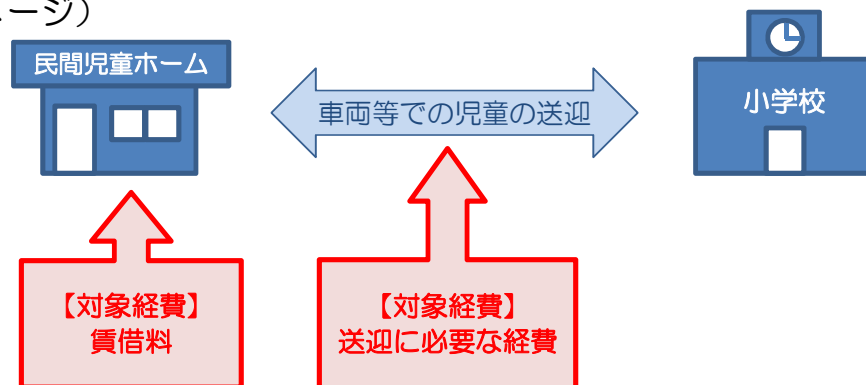 ージ）
民間児童ホーム
車両等での児童の送迎
小学校
【対象経費】
賃借料
【対象経費】
送迎に必要な経費